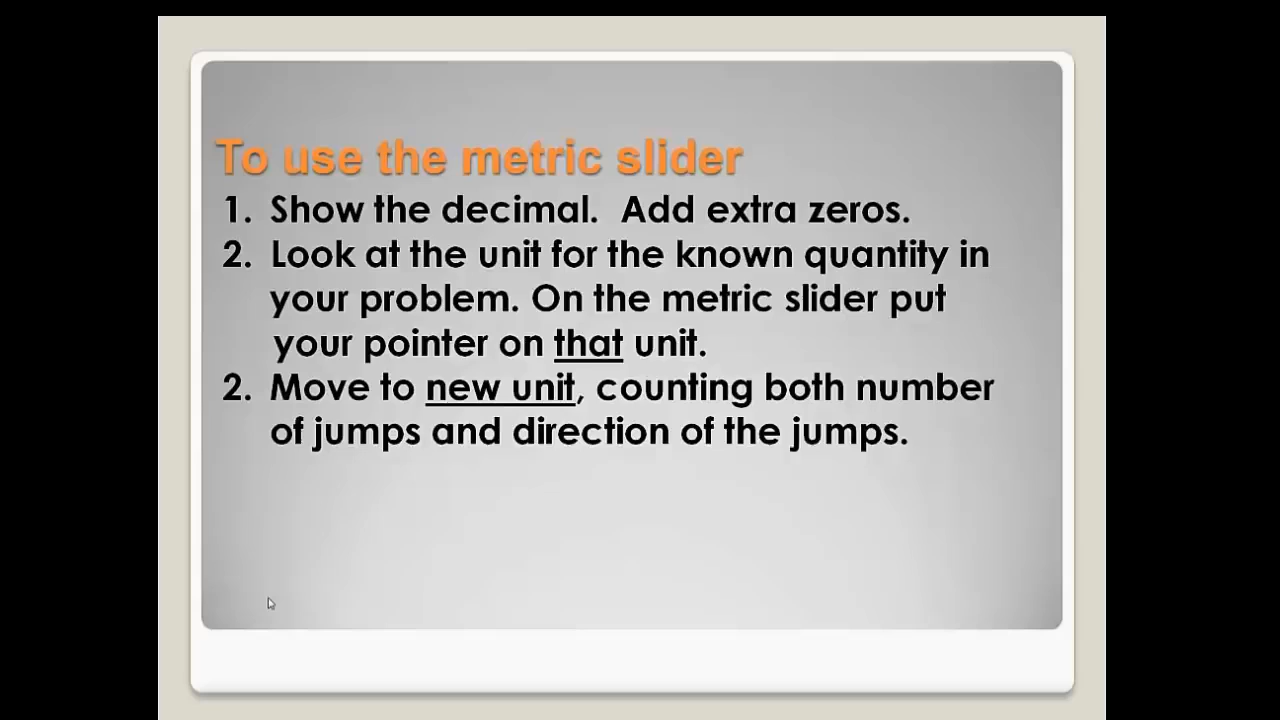 To use the metric slider
1. Show the decimal.  Add extra zeros.
2. Look at the unit for the known quantity in
your problem. On the metric slider put
your pointer on that unit.
2. Move to new unit, counting both number
of jumps and direction of the jumps.